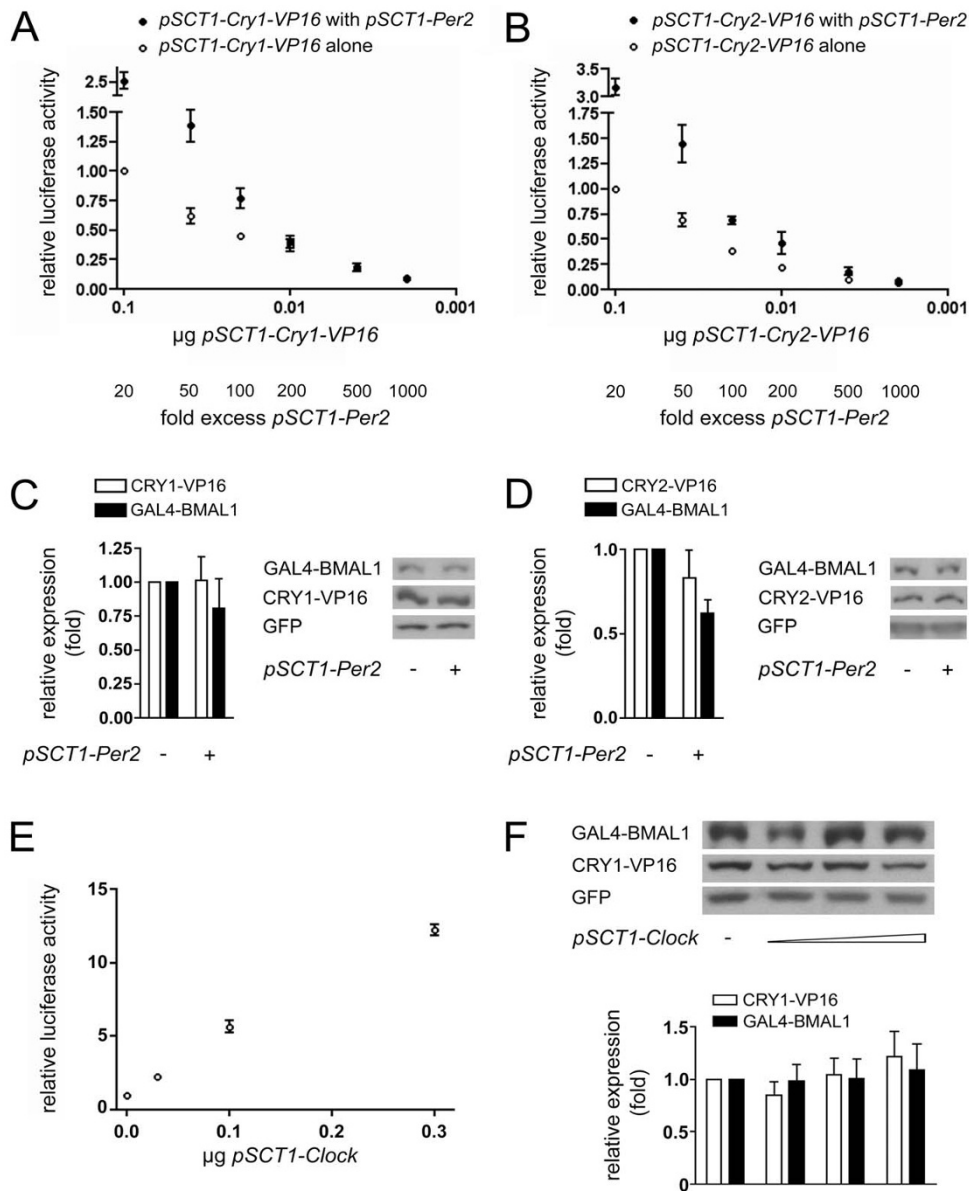 A
● pSCT1-Cry1-VP16 with pSCT1-Per2
○ pSCT1-Cry1-VP16 alone
relative luciferase activity
2.5
1.50
1.25
1.00
0.75
0.50
0.25
0.00
0.1 0.01 0.001
µg pSCT1-Cry1-VP16
20 50 100 200 500 1000
fold excess pSCT1-Per2
B
● pSCT1-Cry2-VP16 with pSCT1-Per2
○ pSCT1-Cry2-VP16 alone
relative luciferase activity
3.5
3.0
1.50
1.25
1.00
0.75
0.50
0.25
0.00
0.1 0.01 0.001
µg pSCT1-Cry2-VP16
20 50 100 200 500 1000
fold excess pSCT1-Per2
C
CRY1-VP16
GAL4-BMAL1
relative expression
(fold)
1.25
1.00
0.75
0.50
0.25
0.00
pSCT1-Per2 - +
GAL4-BMAL1
CRY1-VP16
GFP
pSCT1-Per2 - +
D
CRY2-VP16
GAL4-BMAL1
relative expression
(fold)
1.0
0.5
0.0
pSCT1-Per2 - +
GAL4-BMAL1
CRY2-VP16
GFP
pSCT1-Per2 - +
E
relative luciferase activity
15
10
5
0
0.0 0.1 0.2 0.3
µg pSCT1-Clock
F
GAL4-BMAL1
CRY1-VP16
GFP
pSCT1-Clock -
CRY1-VP16
GAL4-BMAL1
relative expression
(fold)
1.5
1.0
0.5
0